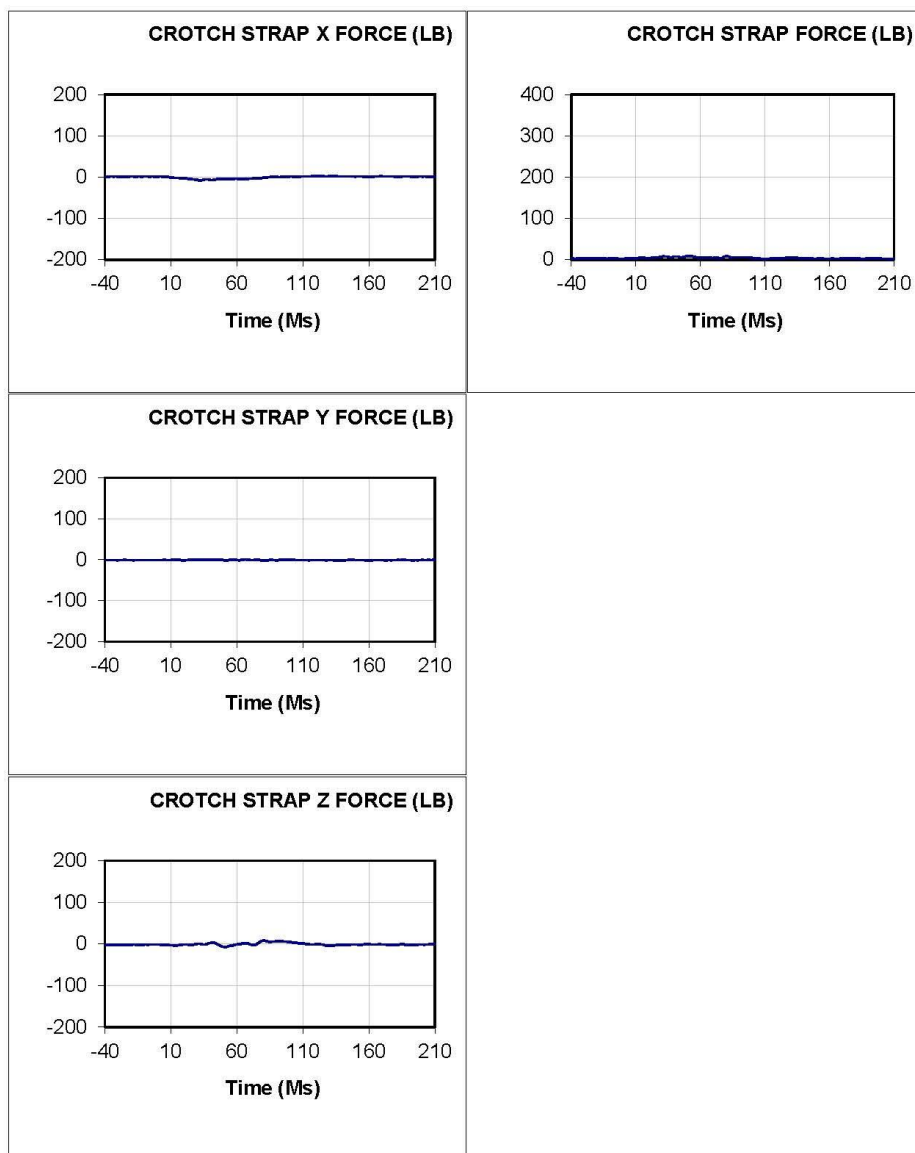 CROTCH STRAP X FORCE (LB)
200
100
0
-100
-200
-40 10 60 110 160 210
Time (Ms)
CROTCH STRAP FORCE (LB)
400
300
200
100
0
-40 10 60 110 160 210
Time (Ms)
CROTCH STRAP Y FORCE (LB)
200
100
0
-100
-200
-40 10 60 110 160 210
Time (Ms)
CROTCH STRAP Z FORCE (LB)
200
100
0
-100
-200
-40 10 60 110 160 210
Time (Ms)